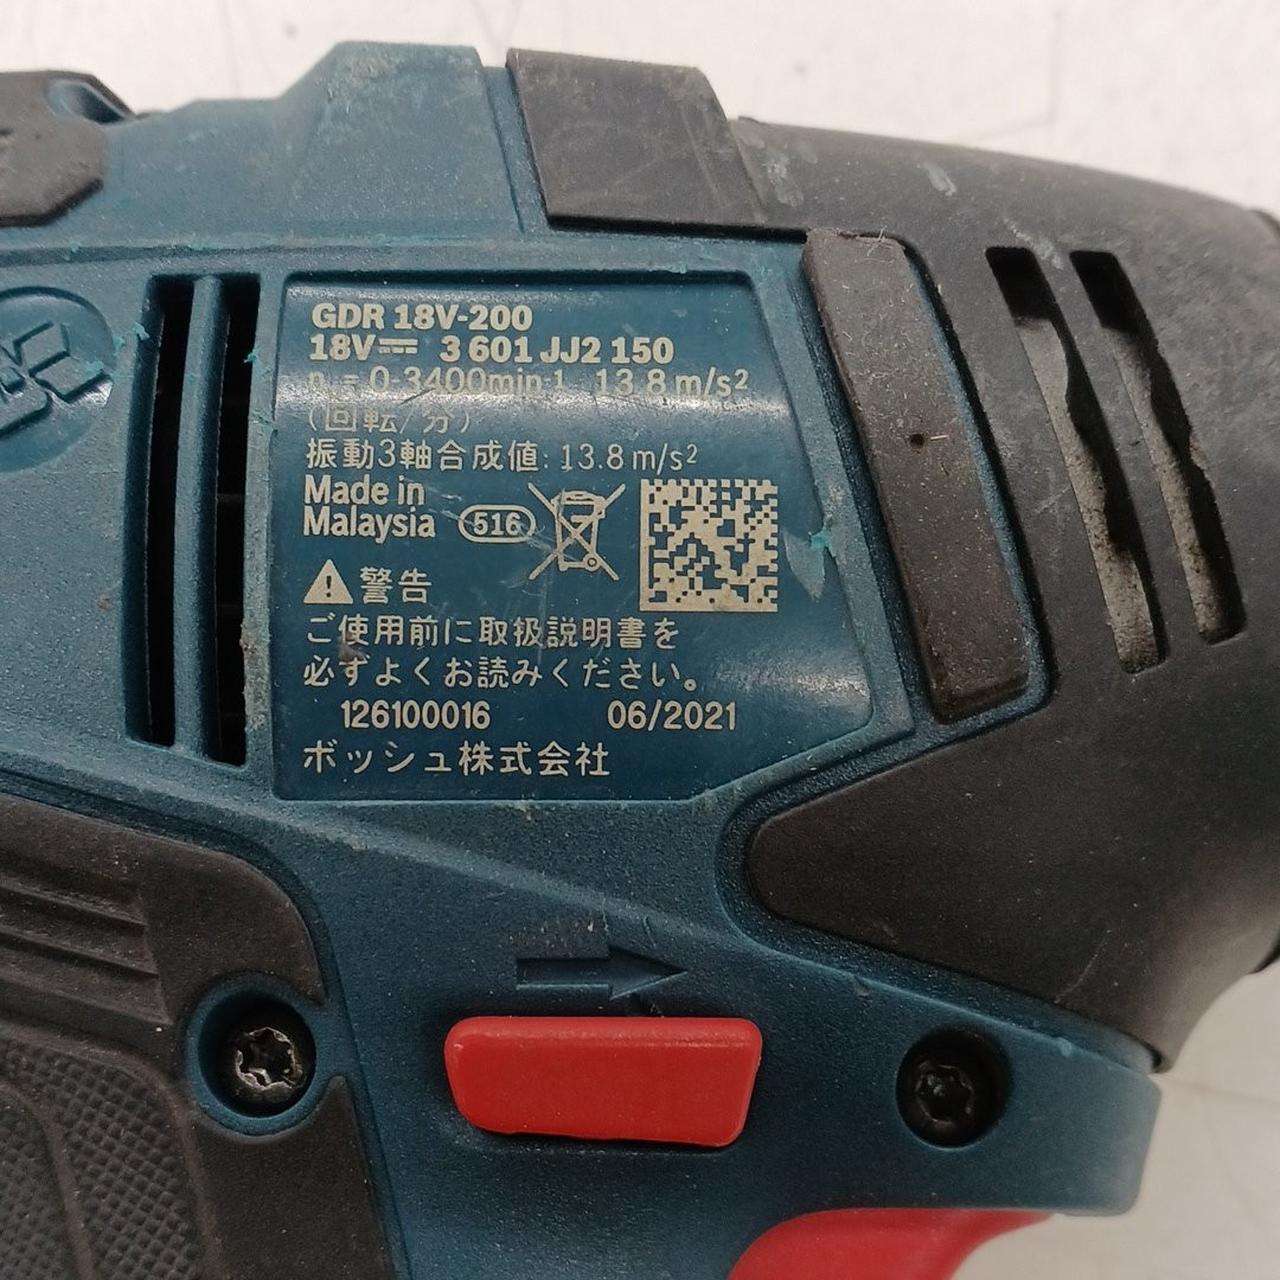 GDR 18V-200
18V⎓ 3 601 JJ2 150
n = 0-3400min-1 13.8m/s²
(回転/分)
振動3軸合成値: 13.8m/s²
Made in
Malaysia 516
警告
ご使用前に取扱説明書を
必ずよくお読みください。
126100016 06/2021
ボッシュ株式会社